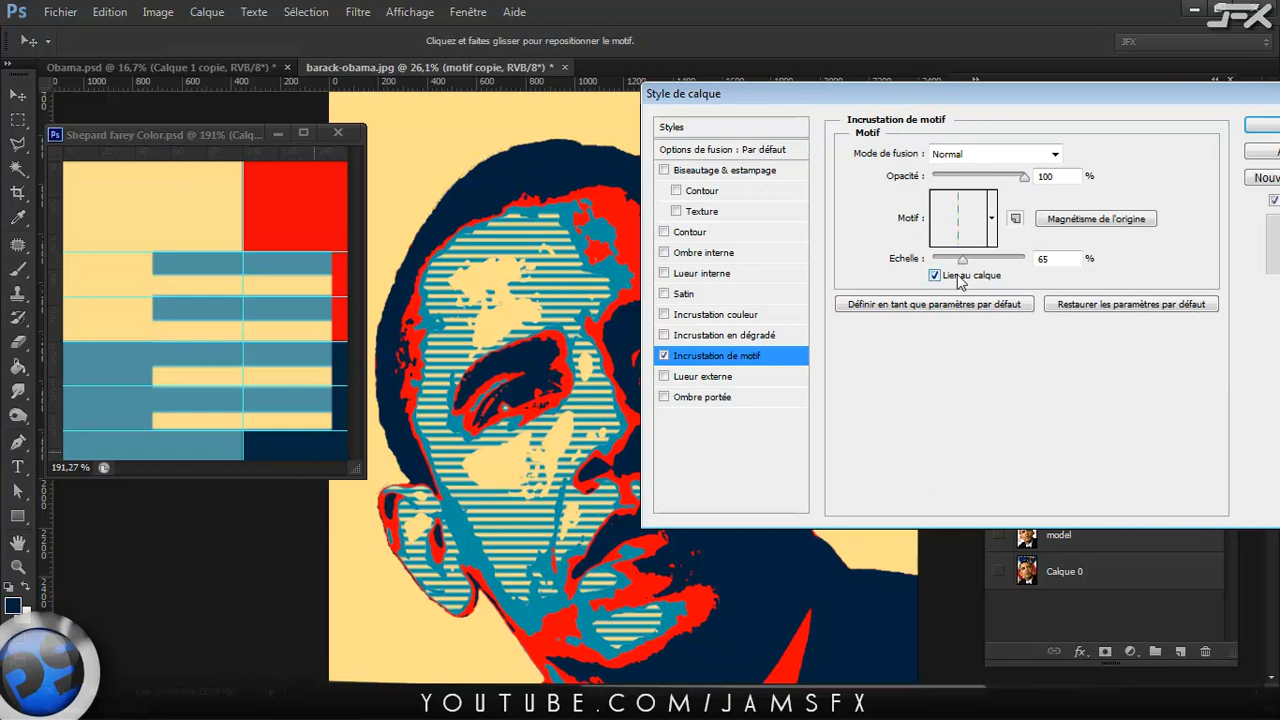 Ps Fichier Edition Image Calque Texte Sélection Filtre Affichage Fenêtre Aide
JFX
Cliquez et faites glisser pour repositionner le motif.
JFX
Obama.psd @ 16,7% (Calque 1 copie, RVB/8*) * ×
barack-obama.jpg @ 26,1% (motif copie, RVB/8*) * ×
Ps Shepard farey Color.psd @ 191% (Calq...
191,27 %
Style de calque
Styles
Options de fusion : Par défaut
Biseautage & estampage
Contour
Texture
Contour
Ombre interne
Lueur interne
Satin
Incrustation couleur
Incrustation en dégradé
Incrustation de motif
Lueur externe
Ombre portée
Incrustation de motif
Motif
Mode de fusion : Normal
Opacité : 100 %
Motif : Magnétisme de l'origine
Echelle : 65 %
Lien au calque
Définir en tant que paramètres par défaut
Restaurer les paramètres par défaut
Nouv
model
Calque 0
YOUTUBE.COM/JAMSFX